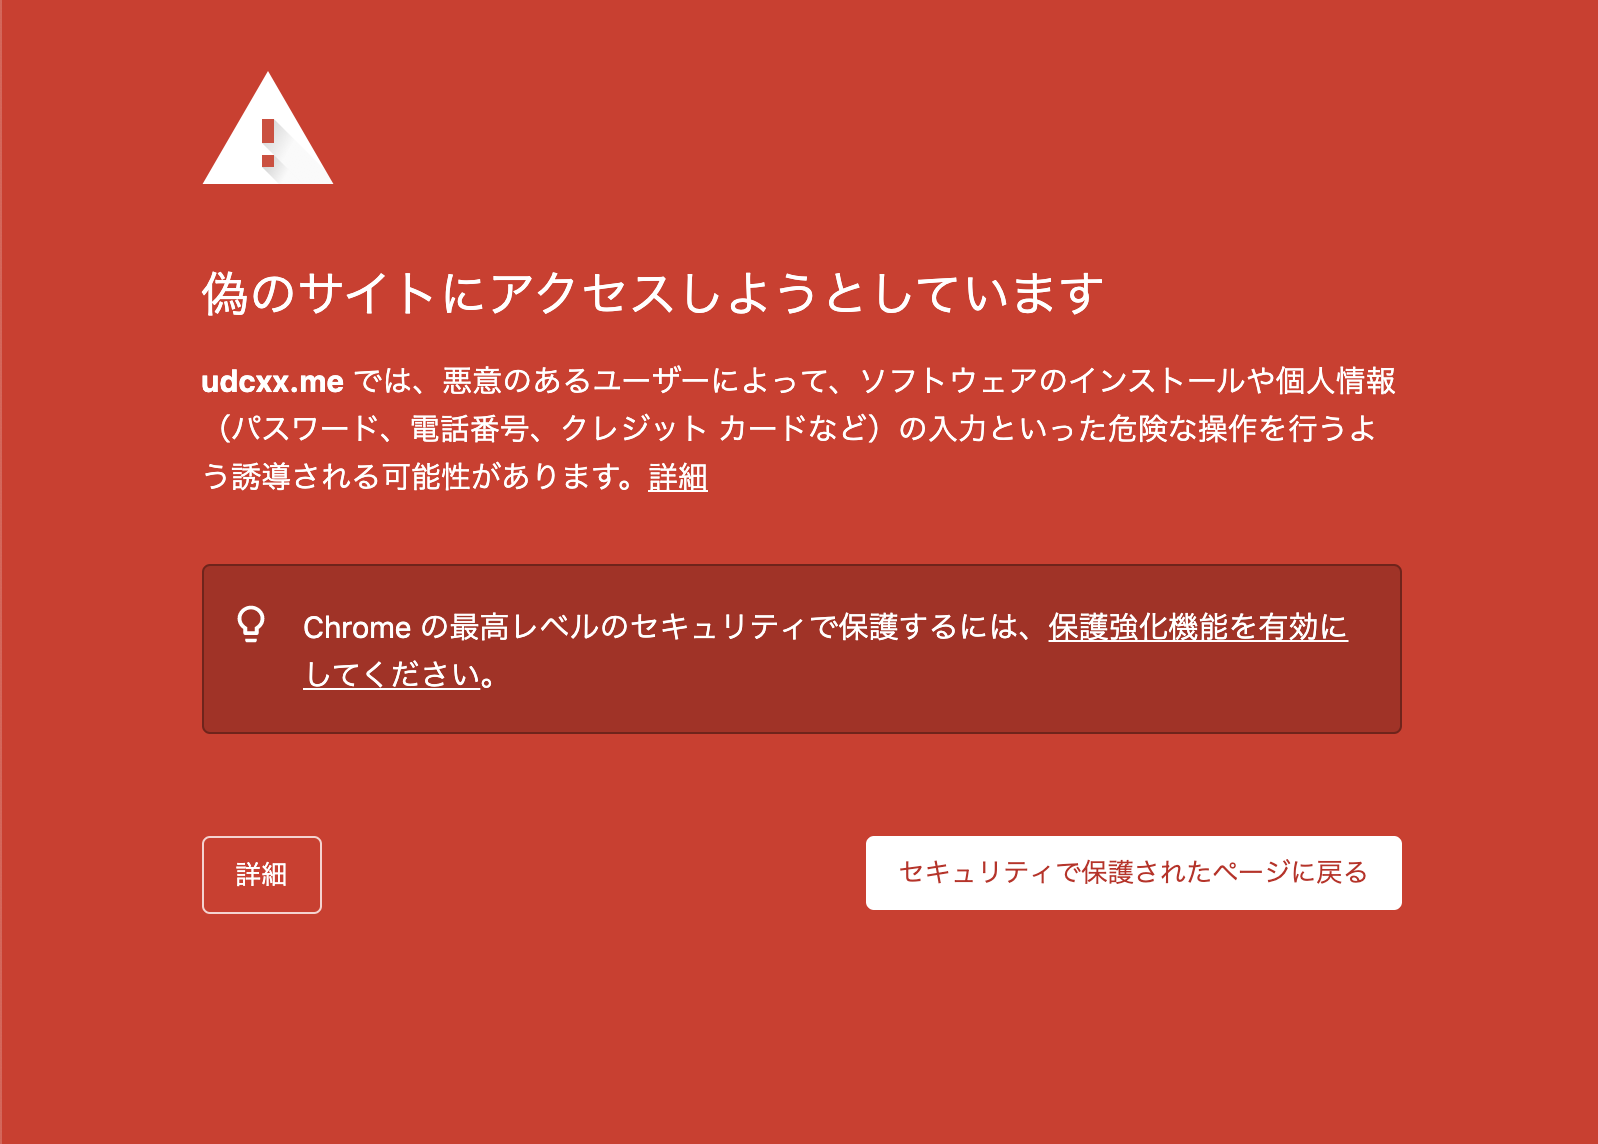 偽のサイトにアクセスしようとしています
udcxx.me では、悪意のあるユーザーによって、ソフトウェアのインストールや個人情報
（パスワード、電話番号、クレジット カードなど）の入力といった危険な操作を行うよ
う誘導される可能性があります。詳細
Chrome の最高レベルのセキュリティで保護するには、保護強化機能を有効に
してください。
詳細
セキュリティで保護されたページに戻る